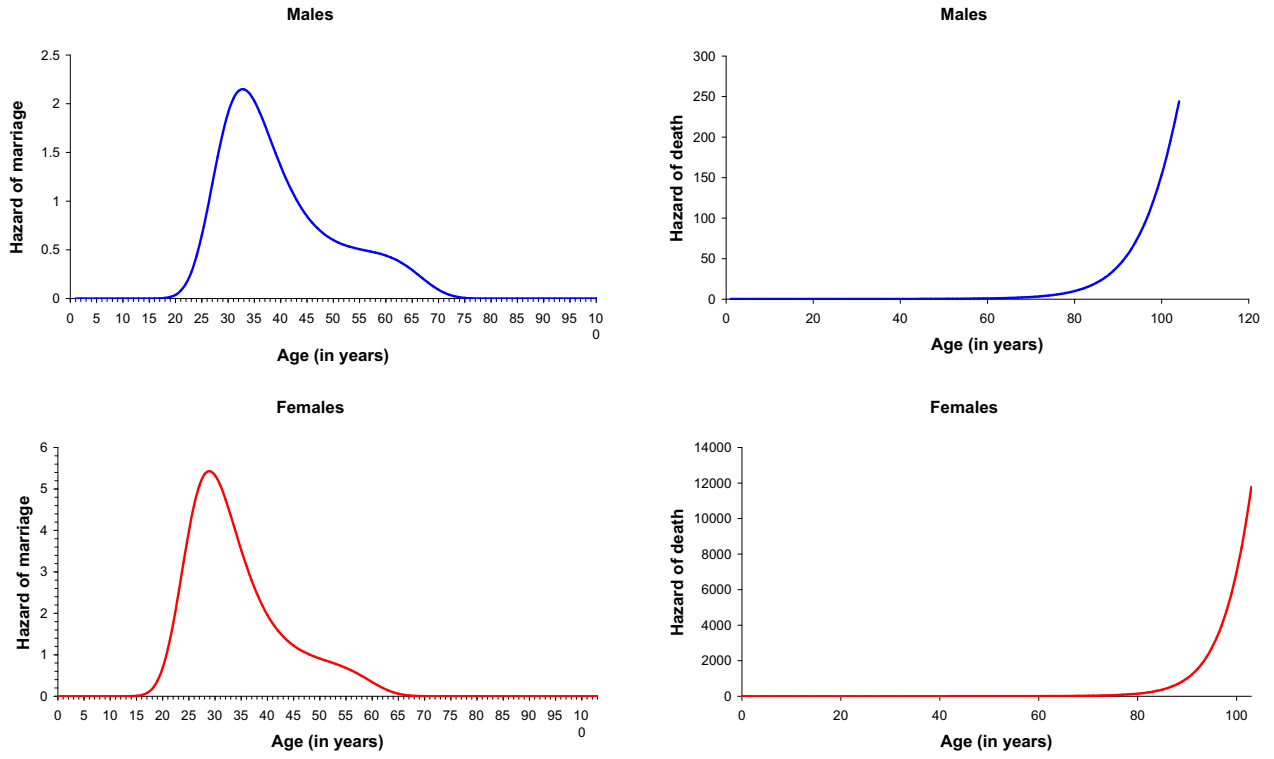 Males
2.5
2
1.5
1
0.5
0
Hazard of marriage
0 5 10 15 20 25 30 35 40 45 50 55 60 65 70 75 80 85 90 95 10
0
Age (in years)
Males
300
250
200
150
100
50
0
Hazard of death
0 20 40 60 80 100 120
Age (in years)
Females
6
5
4
3
2
1
0
Hazard of marriage
0 5 10 15 20 25 30 35 40 45 50 55 60 65 70 75 80 85 90 95 10
0
Age (in years)
Females
14000
12000
10000
8000
6000
4000
2000
0
Hazard of death
0 20 40 60 80 100
Age (in years)